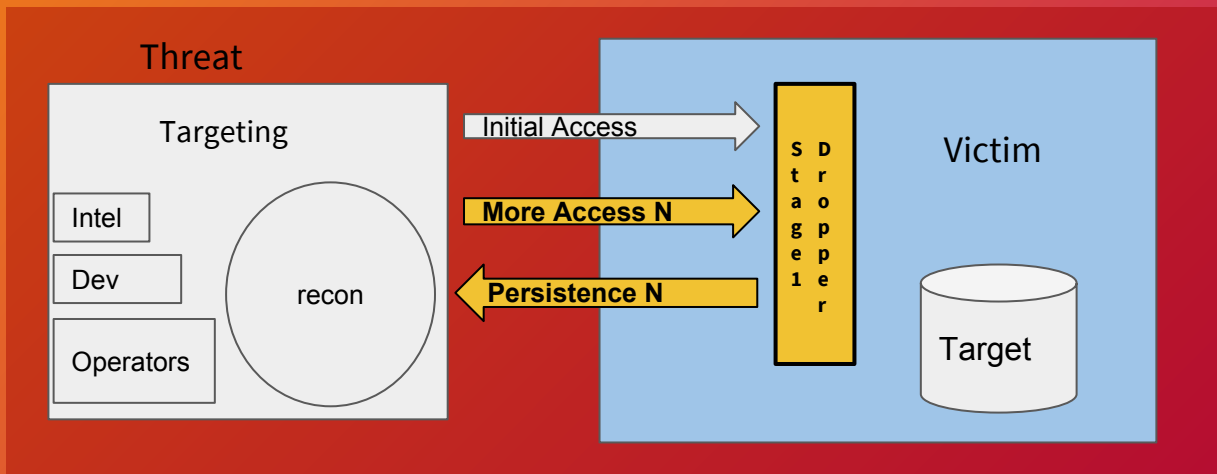 Threat
Targeting
Intel
Dev
Operators
recon
Initial Access
More Access N
Persistence N
Stage1
Dropper
Victim
Target